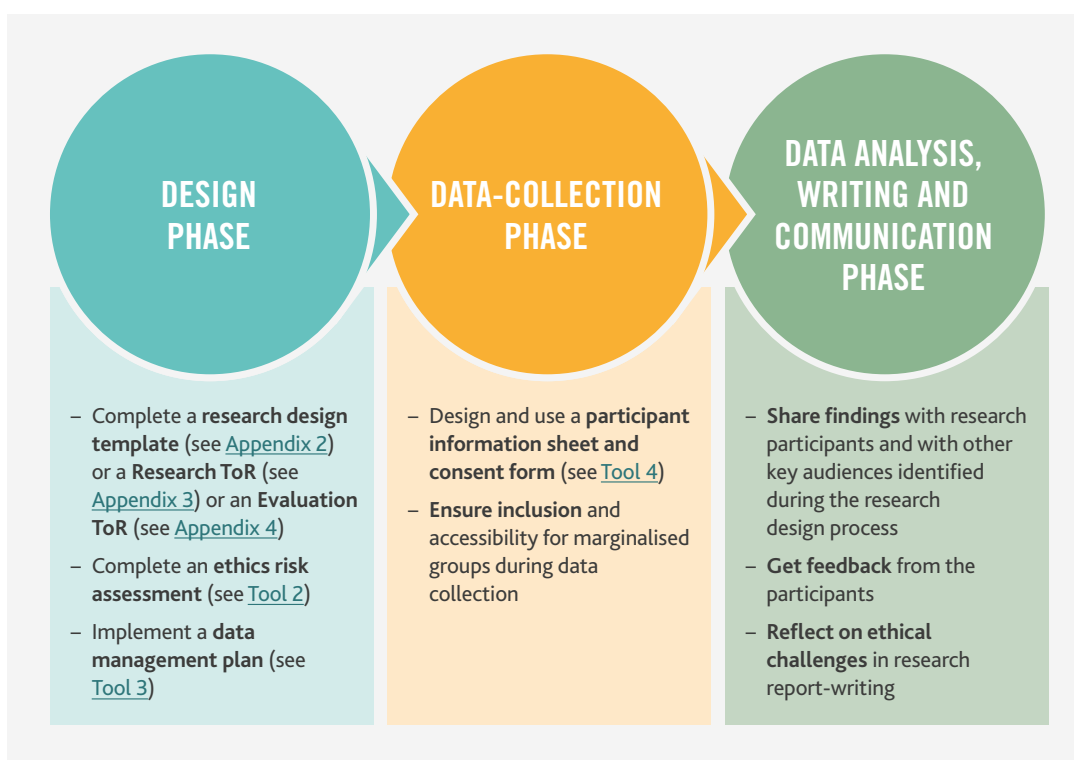 DESIGN
PHASE
– Complete a research design
template (see Appendix 2)
or a Research ToR (see
Appendix 3) or an Evaluation
ToR (see Appendix 4)
– Complete an ethics risk
assessment (see Tool 2)
– Implement a data
management plan (see
Tool 3)
DATA-COLLECTION
PHASE
– Design and use a participant
information sheet and
consent form (see Tool 4)
– Ensure inclusion and
accessibility for marginalised
groups during data
collection
DATA ANALYSIS,
WRITING AND
COMMUNICATION
PHASE
– Share findings with research
participants and with other
key audiences identified
during the research
design process
– Get feedback from the
participants
– Reflect on ethical
challenges in research
report-writing